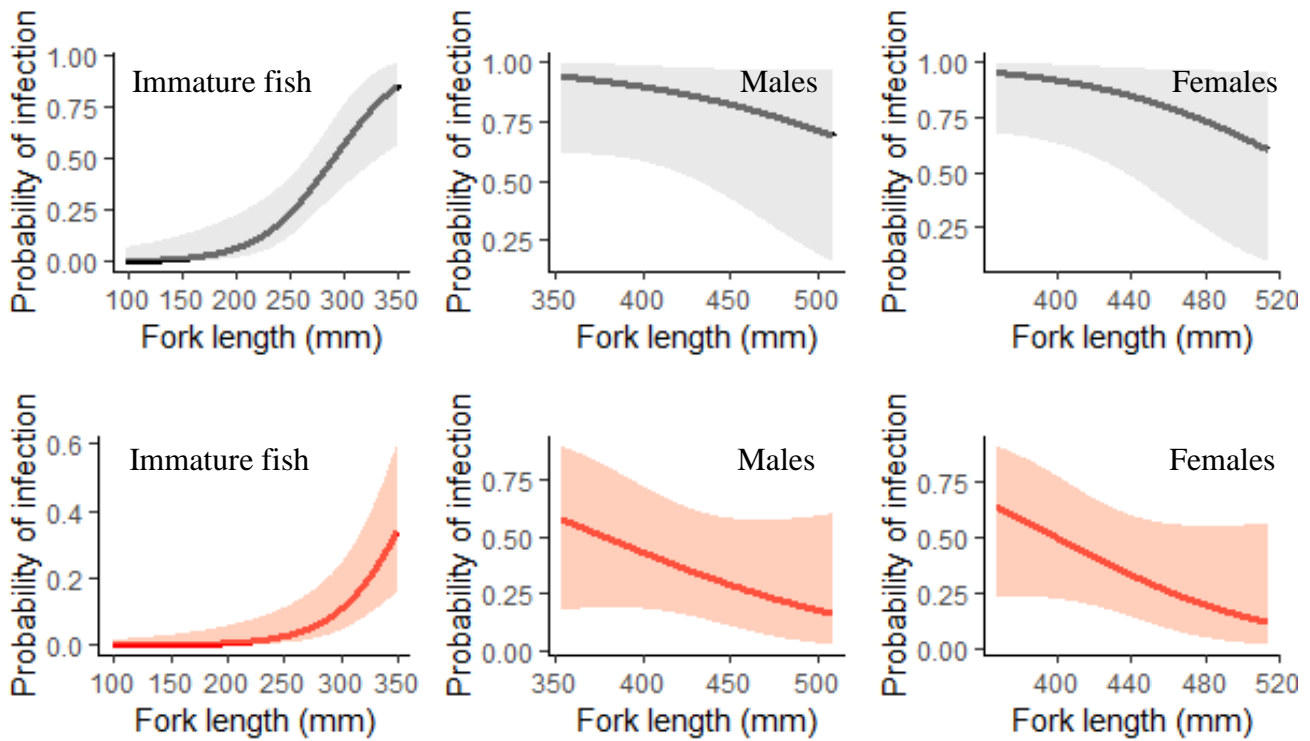 Probability of infection
1.00
0.75
0.50
0.25
0.00
Immature fish
100 150 200 250 300 350
Fork length (mm)
Probability of infection
1.00
0.75
0.50
0.25
Males
350 400 450 500
Fork length (mm)
Probability of infection
1.00
0.75
0.50
0.25
Females
400 440 480 520
Fork length (mm)
Probability of infection
0.6
0.4
0.2
0.0
Immature fish
100 150 200 250 300 350
Fork length (mm)
Probability of infection
0.75
0.50
0.25
0.00
Males
350 400 450 500
Fork length (mm)
Probability of infection
0.75
0.50
0.25
0.00
Females
400 440 480 520
Fork length (mm)